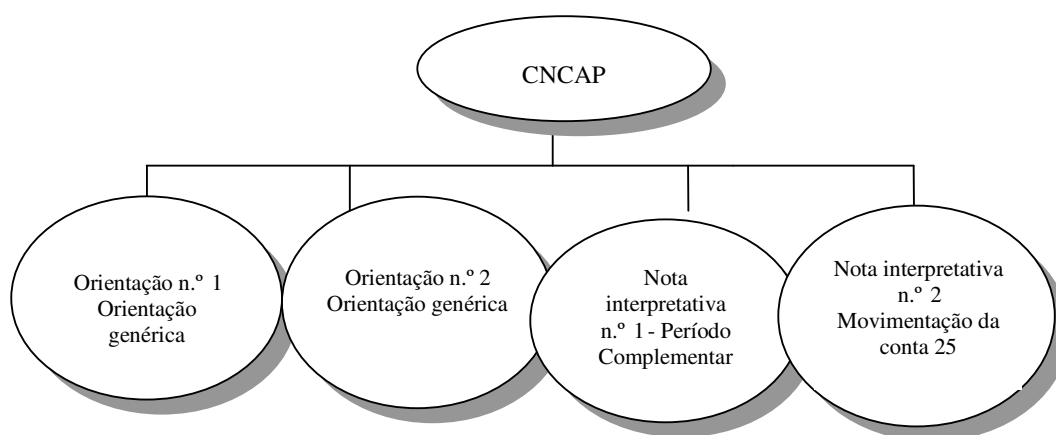 CNCAP
Orientação n.º 1
Orientação
genérica
Orientação n.º 2
Orientação genérica
Nota
interpretativa
n.º 1 - Período
Complementar
Nota interpretativa
n.º 2
Movimentação da
conta 25